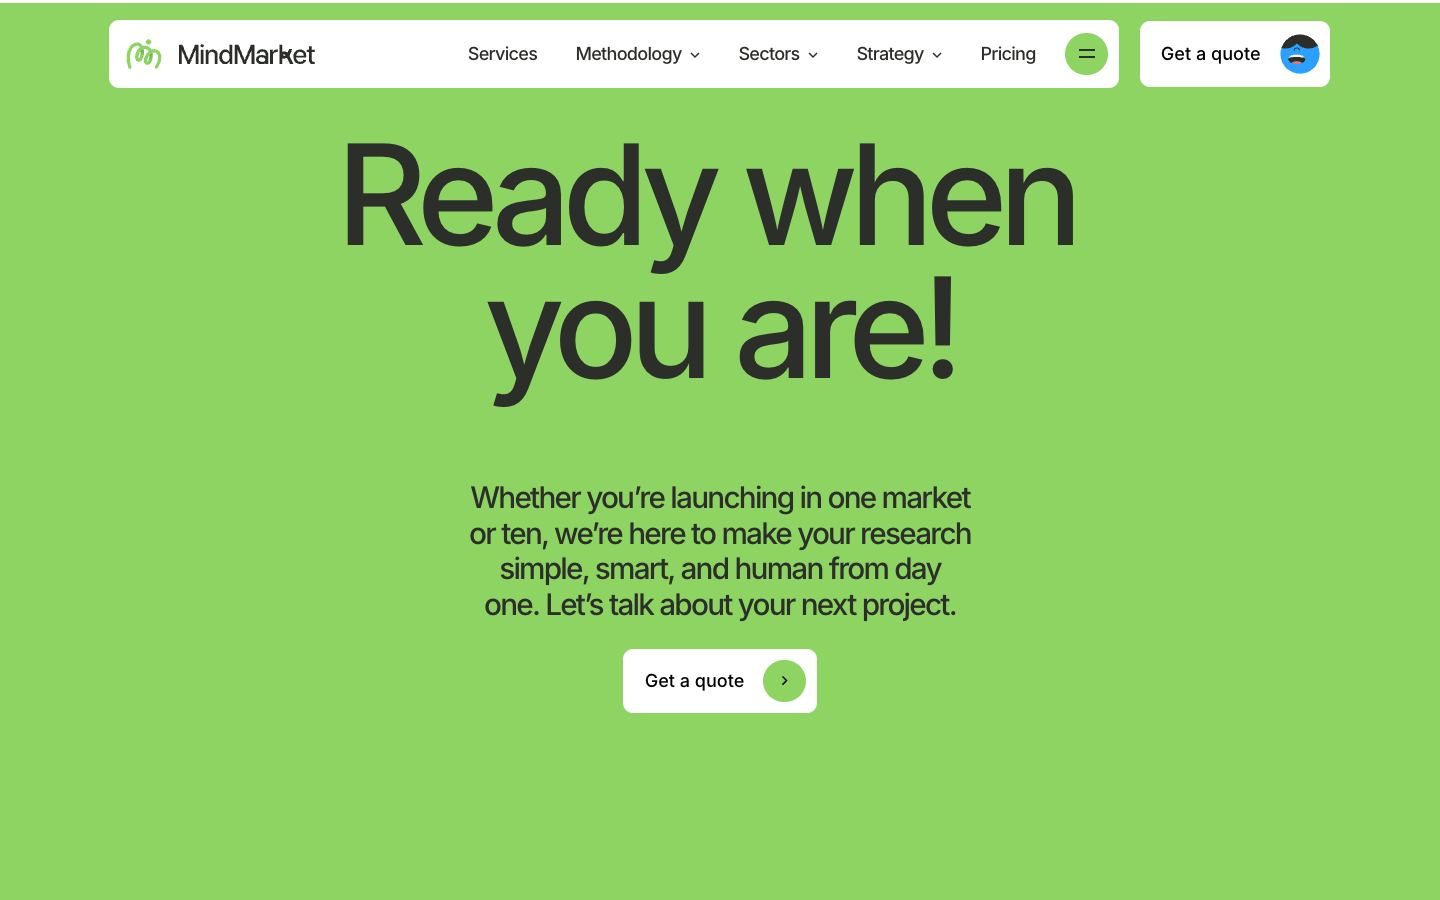 MindMarket
Services
Methodology
Sectors
Strategy
Pricing
Get a quote
Ready when
you are!
Whether you’re launching in one market
or ten, we’re here to make your research
simple, smart, and human from day
one. Let’s talk about your next project.
Get a quote